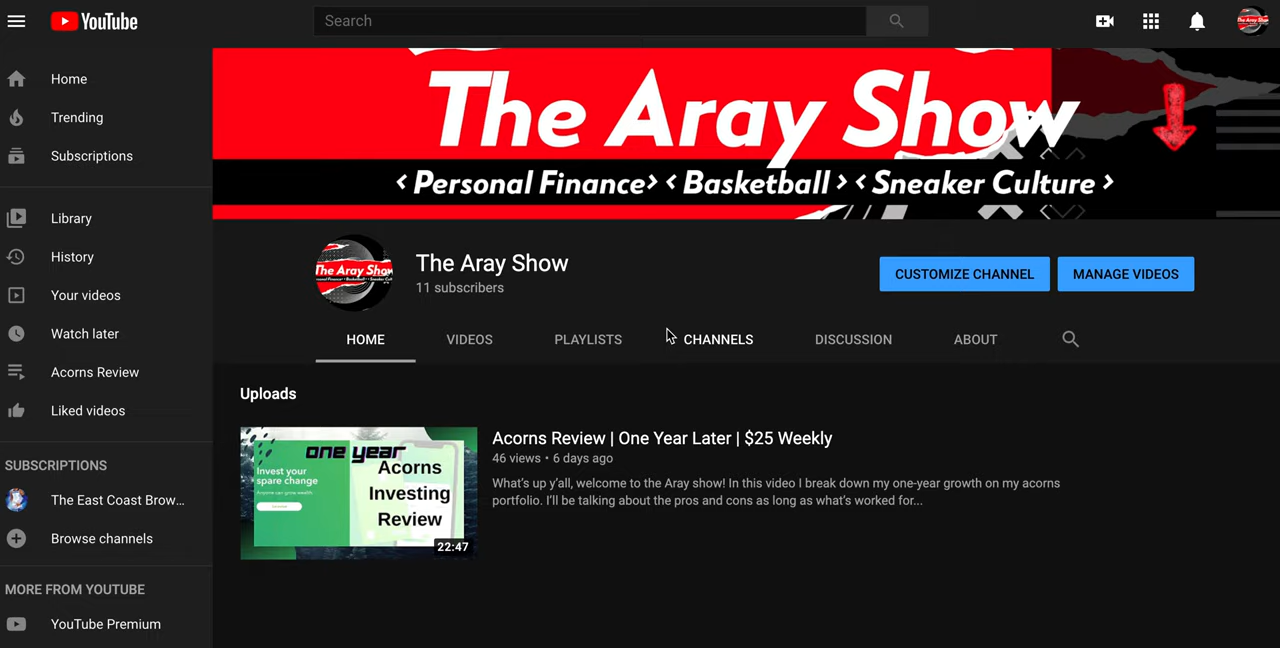 YouTube
Search
Home
Trending
Subscriptions
Library
History
Your videos
Watch later
Acorns Review
Liked videos
SUBSCRIPTIONS
The East Coast Brow...
Browse channels
MORE FROM YOUTUBE
YouTube Premium
The Aray Show
< Personal Finance> < Basketball > < Sneaker Culture >
The Aray Show
The Aray Show
11 subscribers
CUSTOMIZE CHANNEL
MANAGE VIDEOS
HOME
VIDEOS
PLAYLISTS
CHANNELS
DISCUSSION
ABOUT
Uploads
one year
Invest your
spare change
Acorns
Investing
Review
22:47
Acorns Review | One Year Later | $25 Weekly
46 views • 6 days ago
What's up y'all, welcome to the Aray show! In this video I break down my one-year growth on my acorns
portfolio. I'll be talking about the pros and cons as long as what's worked for...